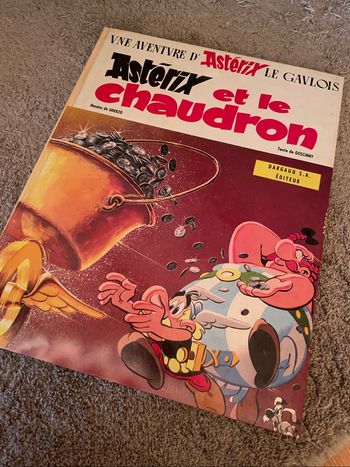 VNE AVENTVRE D'Astérix LE GAVLOIS
Astérix et le
chaudron
Dessins de UDERZO
Texte de GOSCINNY
DARGAUD S.A.
ÉDITEUR